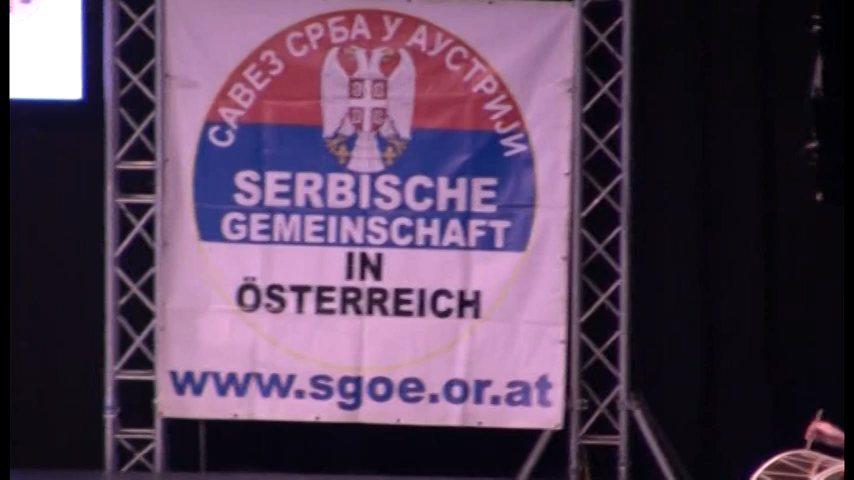 САВЕЗ СРБА У АУСТРИЈИ
SERBISCHE
GEMEINSCHAFT
IN
ÖSTERREICH
www.sgoe.or.at